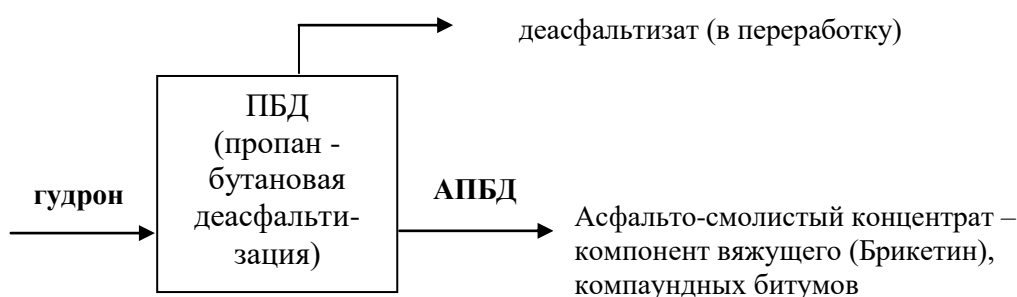 деасфальтизат (в переработку)
ПБД
(пропан -
бутановая
деасфальти-
зация)
гудрон
АПБД
Асфальто-смолистый концентрат –
компонент вяжущего (Брикетин),
компаундных битумов